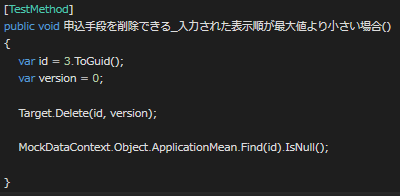 [TestMethod]
public void 申込手段を削除できる_入力された表示順が最大値より小さい場合()
{
var id = 3.ToGuid();
var version = 0;
Target.Delete(id, version);
MockDataContext.Object.ApplicationMean.Find(id).IsNull();
}